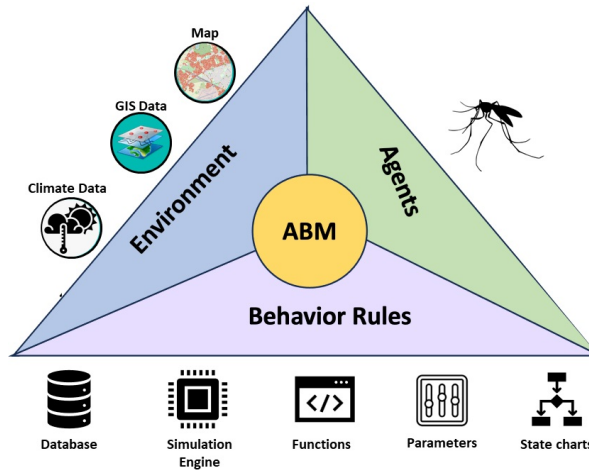 Map
GIS Data
Climate Data
Environment
Agents
ABM
Behavior Rules
Database
Simulation
Engine
Functions
</>
Parameters
State charts